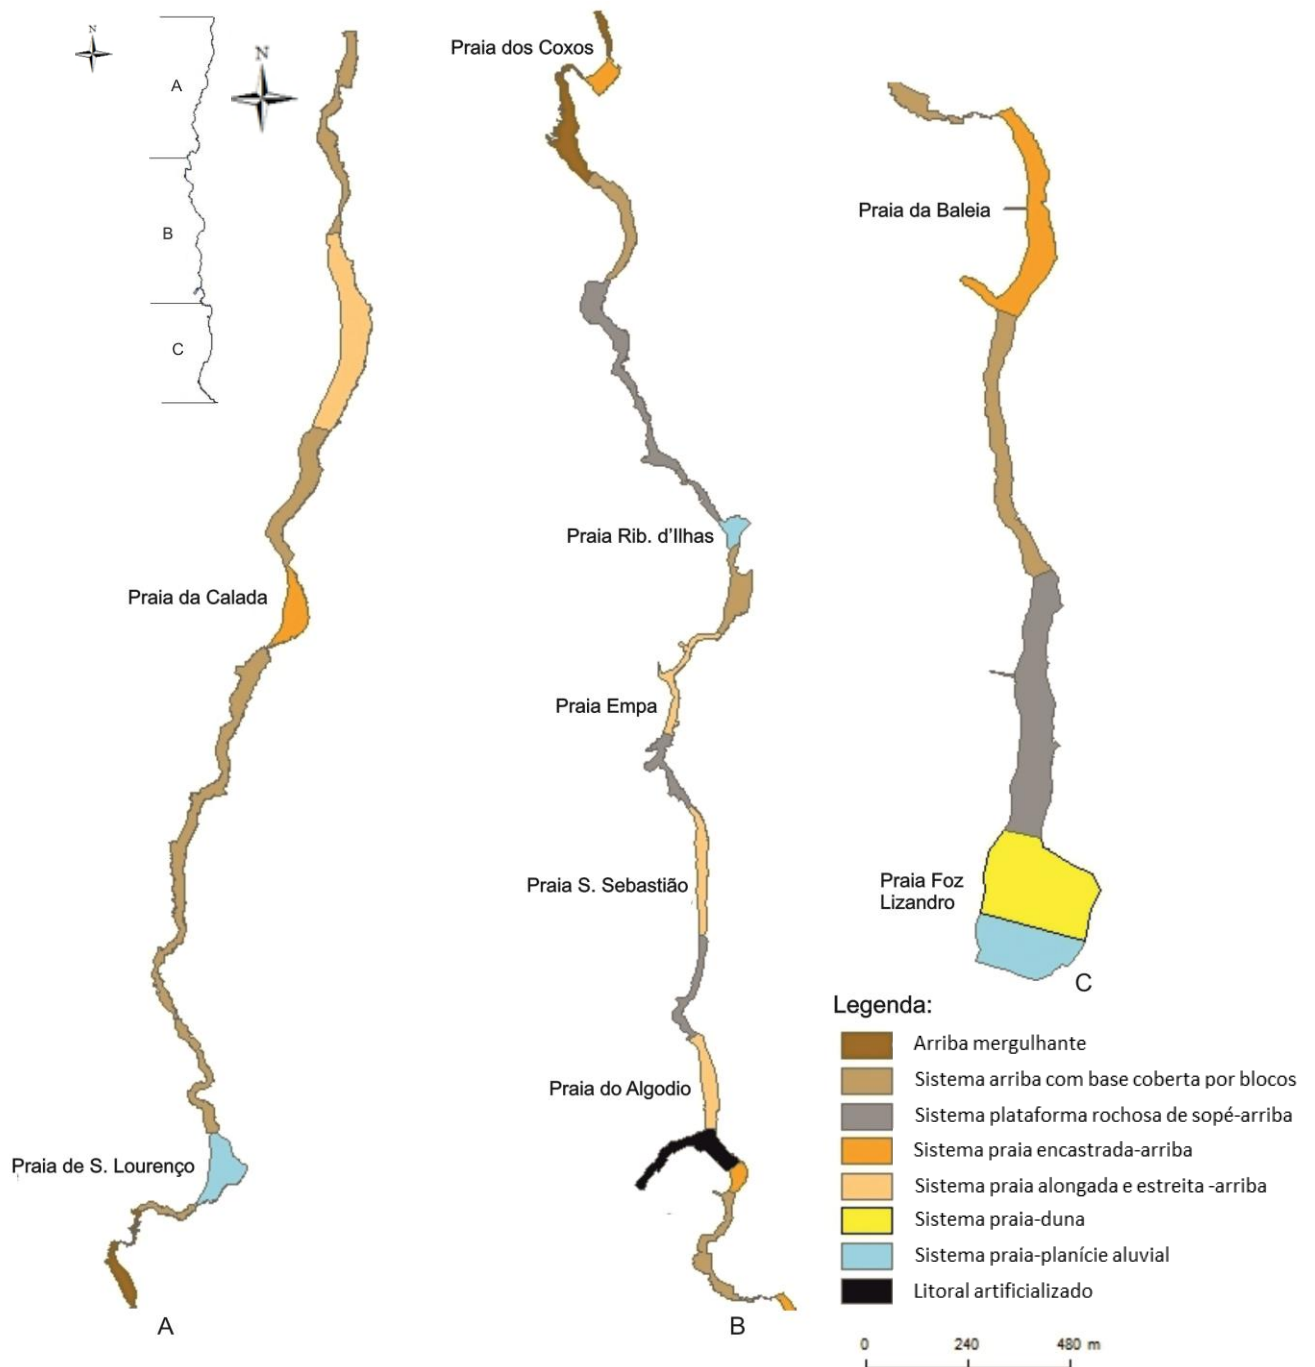 N
N
A
B
C
Praia da Calada
Praia de S. Lourenço
A
Praia dos Coxos
Praia Rib. d'Ilhas
Praia Empa
Praia S. Sebastião
Praia do Algodio
B
Praia da Baleia
Praia Foz
Lizandro
C
Legenda:
Arriba mergulhante
Sistema arriba com base coberta por blocos
Sistema plataforma rochosa de sopé-arriba
Sistema praia encastrada-arriba
Sistema praia alongada e estreita -arriba
Sistema praia-duna
Sistema praia-planície aluvial
Litoral artificializado
0 240 480 m